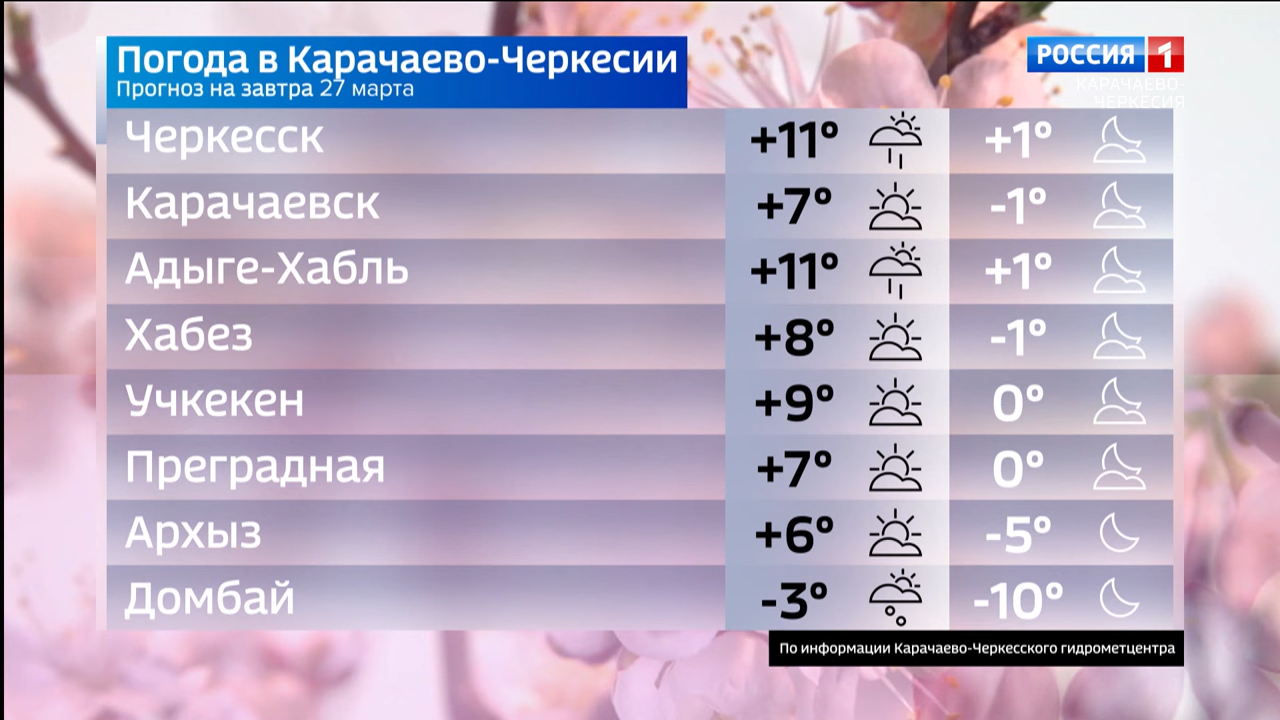 Погода в Карачаево-Черкесии
Прогноз на завтра 27 марта
РОССИЯ 1
КАРАЧАЕВО-
ЧЕРКЕСИЯ
Черкесск +11° +1°
Карачаевск +7° -1°
Адыге-Хабль +11° +1°
Хабез +8° -1°
Учкекен +9° 0°
Преградная +7° 0°
Архыз +6° -5°
Домбай -3° -10°
По информации Карачаево-Черкесского гидрометцентра